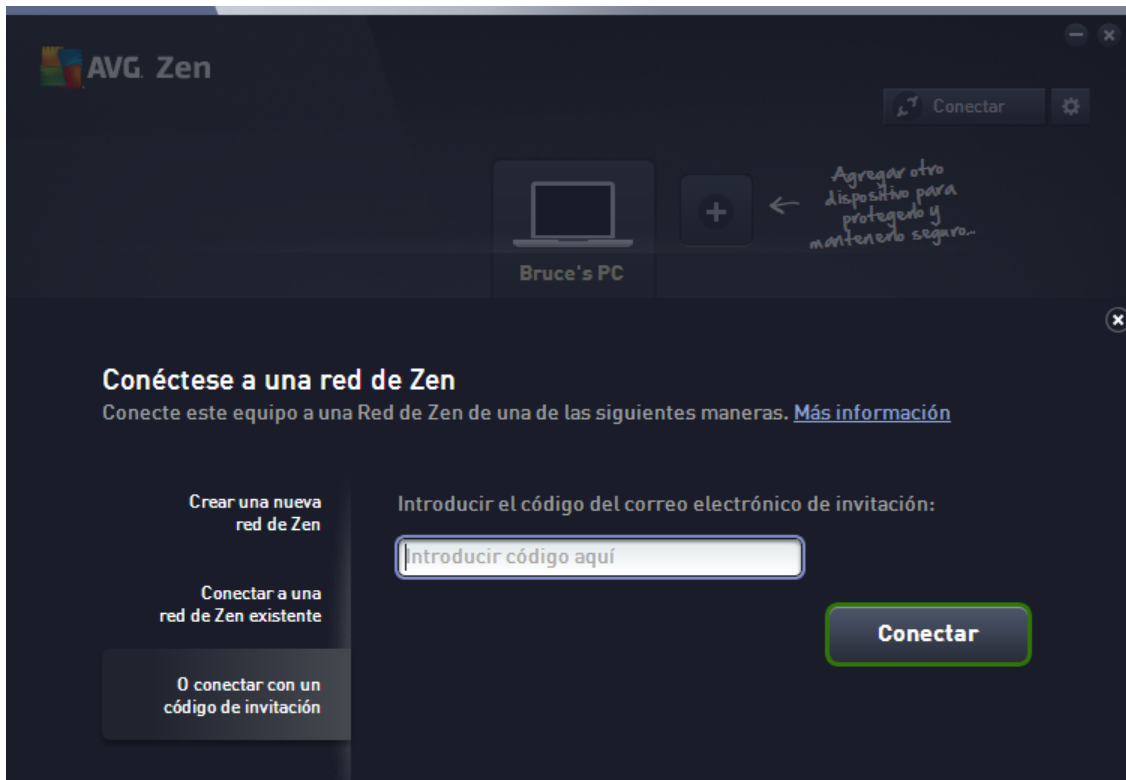 AVG. Zen
Conectar
Agregar otro
dispositivo para
protegerlo y
mantenerlo seguro...
Bruce's PC
Conéctese a una red de Zen
Conecte este equipo a una Red de Zen de una de las siguientes maneras. Más información
Crear una nueva
red de Zen
Conectar a una
red de Zen existente
O conectar con un
código de invitación
Introducir el código del correo electrónico de invitación:
Introducir código aquí
Conectar